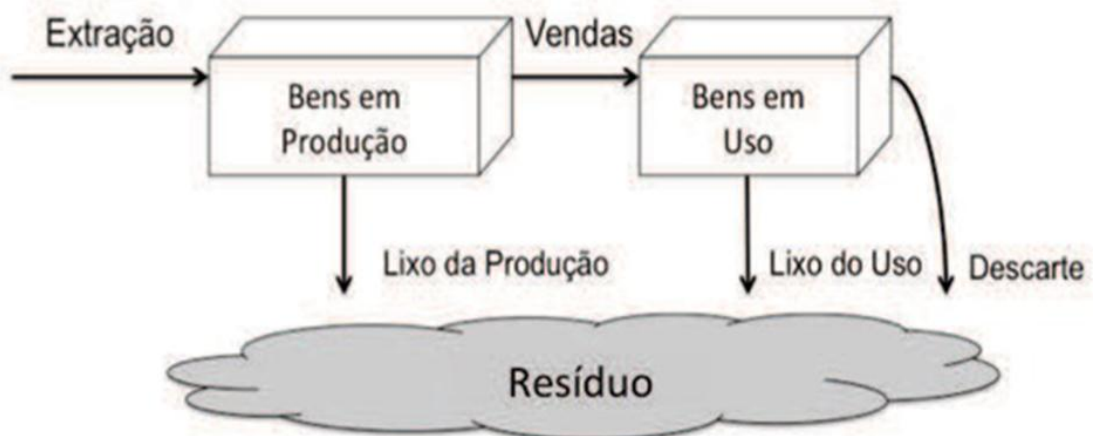 Extração
Vendas
Bens em
Produção
Bens em
Uso
Lixo da Produção
Lixo do Uso
Descarte
Resíduo